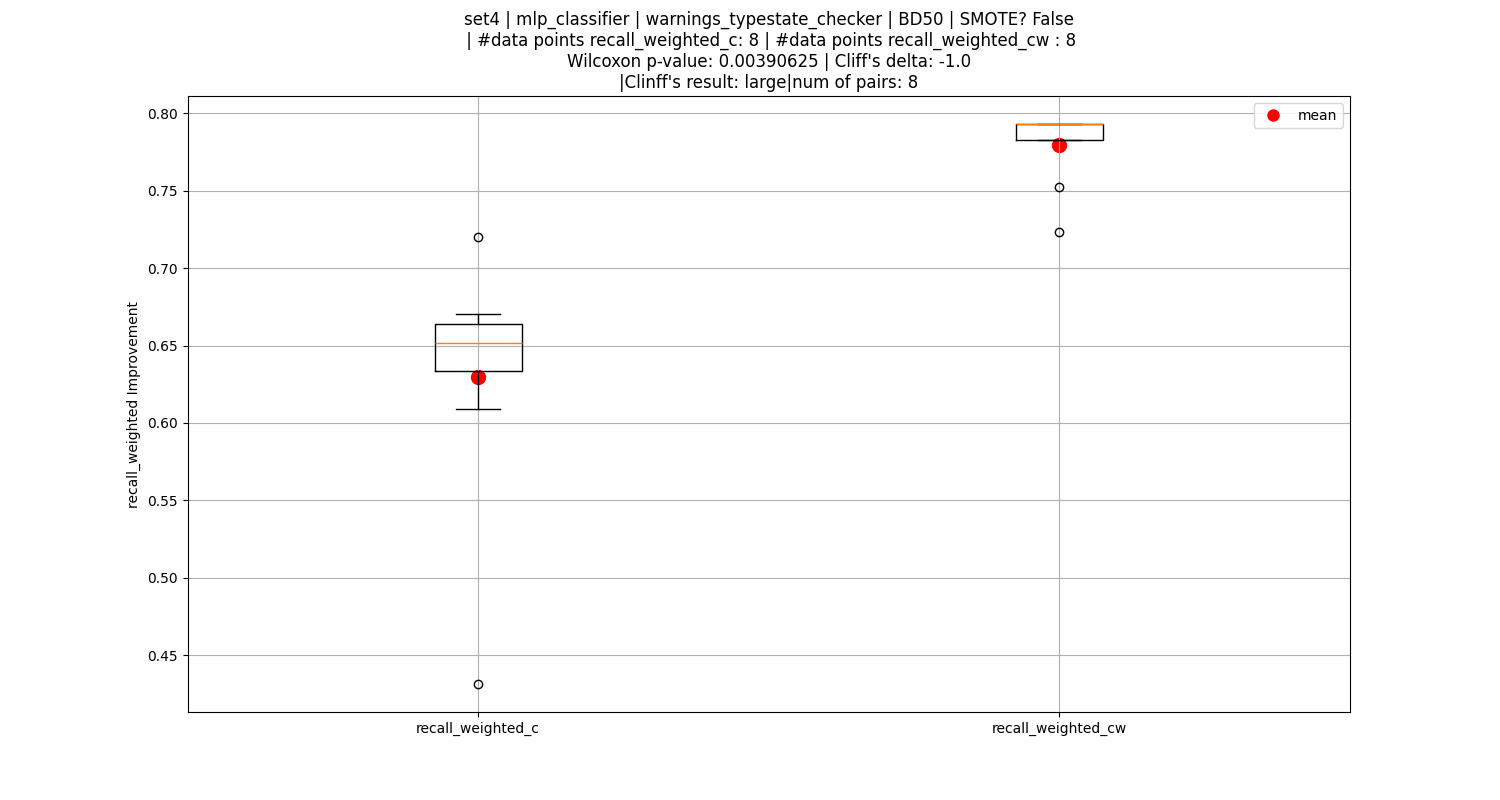 set4 | mlp_classifier | warnings_typestate_checker | BD50 | SMOTE? False
| #data points recall_weighted_c: 8 | #data points recall_weighted_cw : 8
Wilcoxon p-value: 0.00390625 | Cliff's delta: -1.0
|Clinff's result: large|num of pairs: 8
mean
0.80
0.75
0.70
0.65
0.60
0.55
0.50
0.45
recall_weighted Improvement
recall_weighted_c
recall_weighted_cw